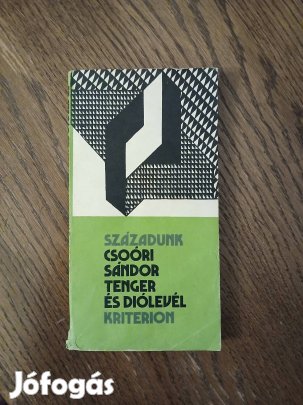 SZÁZADUNK
CSOÓRI
SÁNDOR
TENGER
ÉS DIÓLEVÉL
KRITERION
Jófogás